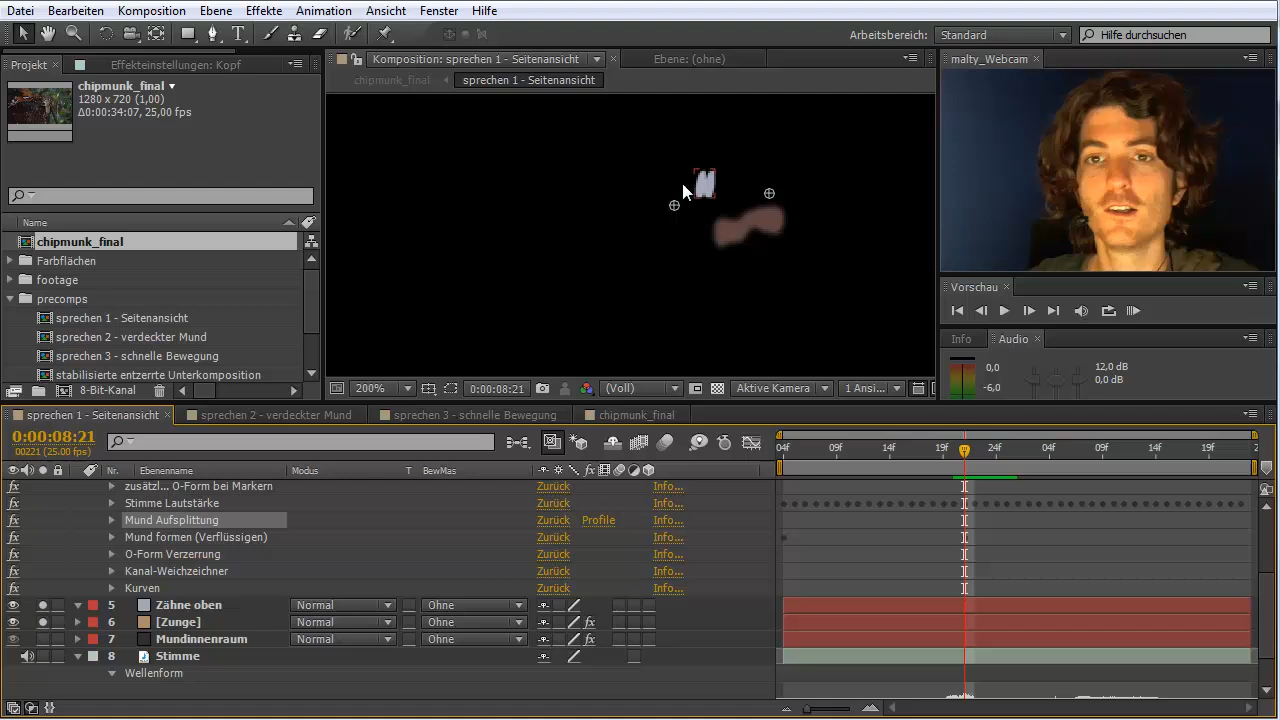 Datei Bearbeiten Komposition Ebene Effekte Animation Ansicht Fenster Hilfe
T Arbeitsbereich: Standard Hilfe durchsuchen
Projekt Effekteinstellungen: Kopf Komposition: sprechen 1 - Seitenansicht Ebene: (ohne) malty_Webcam
chipmunk_final sprechen 1 - Seitenansicht
chipmunk_final
1280 x 720 (1,00)
Δ0:00:34:07, 25,00 fps
Name
chipmunk_final
Farbflächen
footage
precomps
sprechen 1 - Seitenansicht
sprechen 2 - verdeckter Mund
sprechen 3 - schnelle Bewegung
stabilisierte entzerrte Unterkomposition
8-Bit-Kanal
200% 0:00:08:21 (Voll) Aktive Kamera 1 Ansi...
Vorschau
Info Audio
0,0 12,0 dB
-6,0 0,0 dB
sprechen 1 - Seitenansicht sprechen 2 - verdeckter Mund sprechen 3 - schnelle Bewegung chipmunk_final
0:00:08:21
00221 (25.00 fps)
04f 09f 14f 19f 24f 04f 09f 14f 19f 2
Nr. Ebenenname Modus T BewMas
fx zusätzl... O-Form bei Markern Zurück Info...
fx Stimme Lautstärke Zurück Info...
fx Mund Aufsplittung Zurück Profile
fx Mund formen (Verflüssigen) Zurück Info...
fx O-Form Verzerrung Zurück Info...
fx Kanal-Weichzeichner Zurück Info...
fx Kurven Zurück Info...
5 Zähne oben Normal Ohne
6 [Zunge] Normal Ohne fx
7 Mundinnenraum Normal Ohne fx
8 Stimme
Wellenform